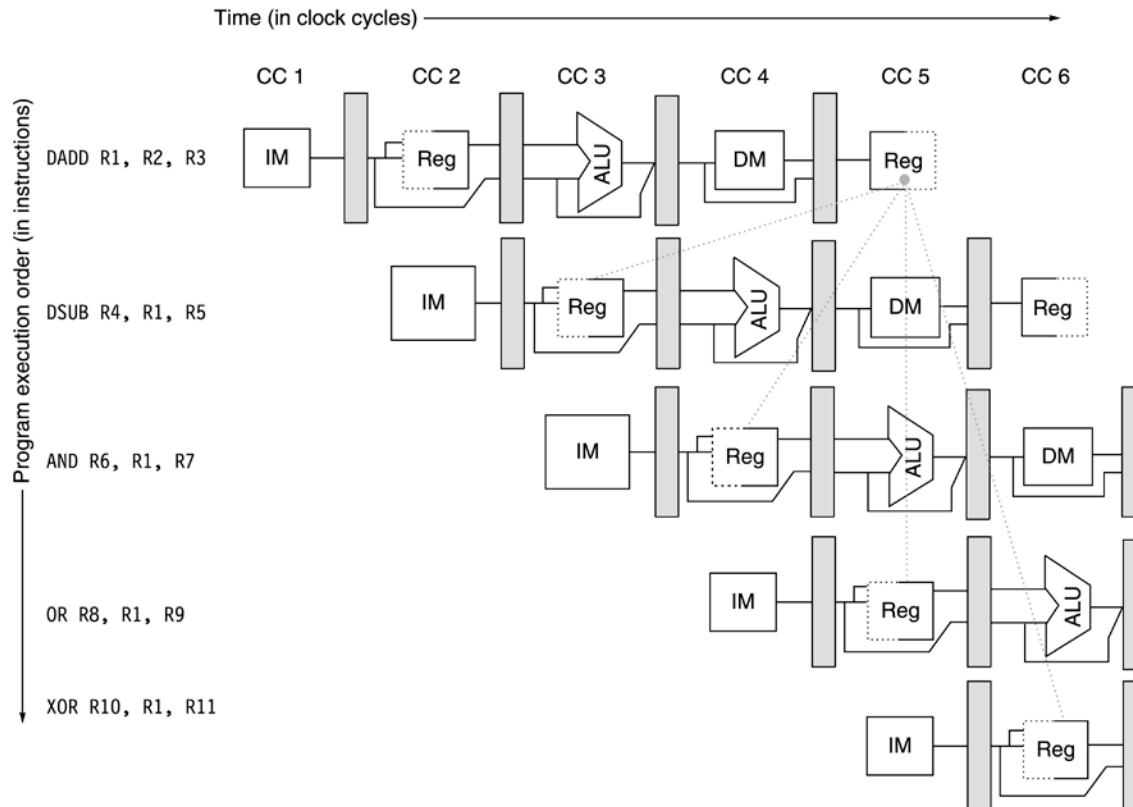 Time (in clock cycles)
CC 1 CC 2 CC 3 CC 4 CC 5 CC 6
Program execution order (in instructions)
DADD R1, R2, R3
IM Reg ALU DM Reg
DSUB R4, R1, R5
IM Reg ALU DM Reg
AND R6, R1, R7
IM Reg ALU DM
OR R8, R1, R9
IM Reg ALU
XOR R10, R1, R11
IM Reg